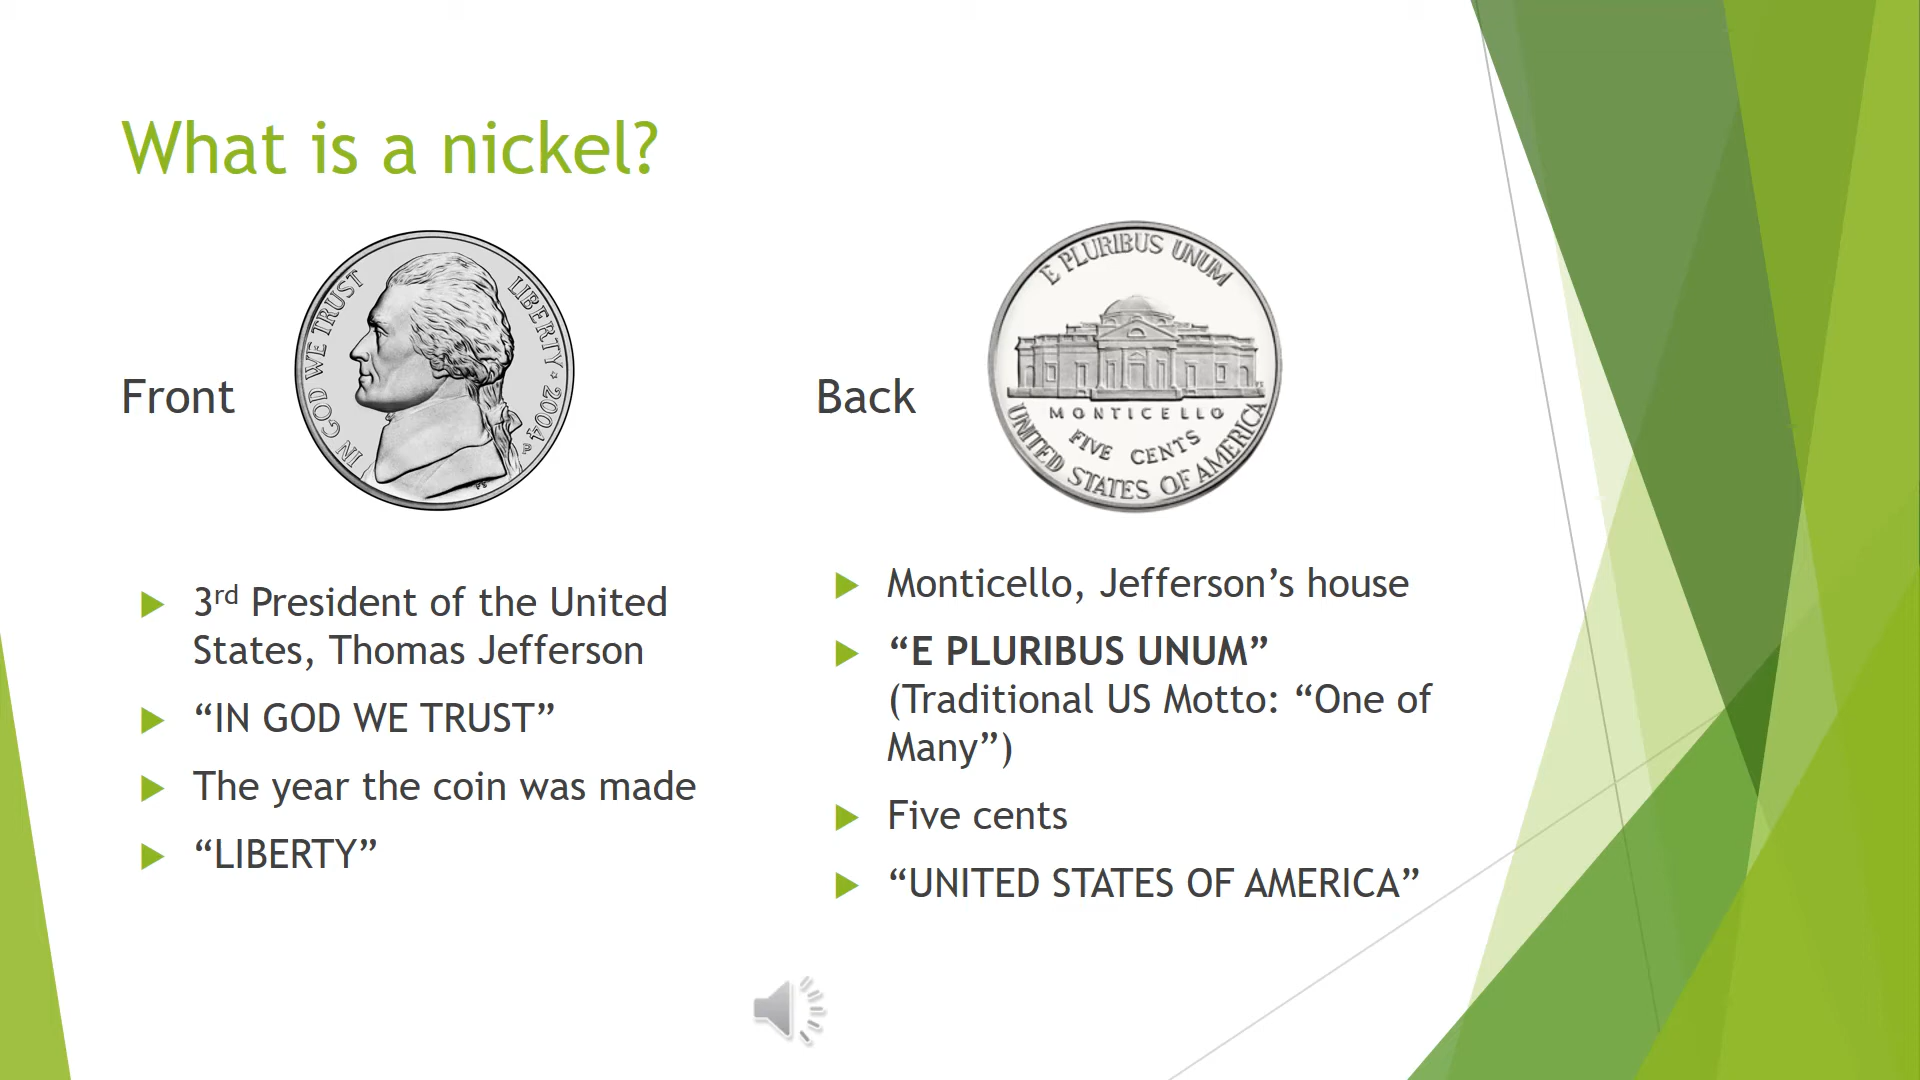 What is a nickel?
Front
IN GOD WE TRUST
LIBERTY ★ 2004
P
FS
3rd President of the United
States, Thomas Jefferson
“IN GOD WE TRUST”
The year the coin was made
“LIBERTY”
Back
E PLURIBUS UNUM
FS
MONTICELLO
FIVE CENTS
UNITED STATES OF AMERICA
Monticello, Jefferson’s house
“E PLURIBUS UNUM”
(Traditional US Motto: “One of
Many”)
Five cents
“UNITED STATES OF AMERICA”